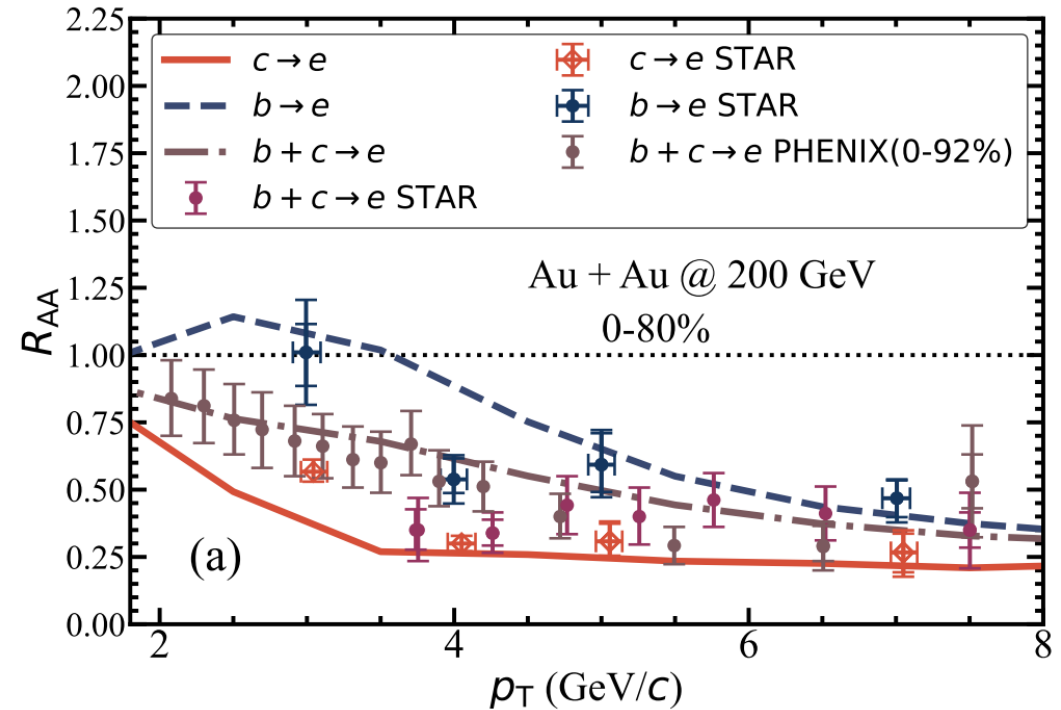 2.25
2.00
1.75
1.50
1.25
1.00
0.75
0.50
0.25
0.00
R_AA
c → e
b → e
b + c → e
b + c → e STAR
c → e STAR
b → e STAR
b + c → e PHENIX(0-92%)
Au + Au @ 200 GeV
0-80%
(a)
2 4 6 8
p_T (GeV/c)